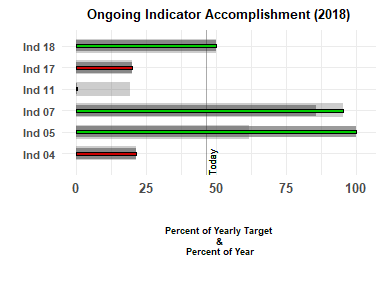 Ongoing Indicator Accomplishment (2018)
Ind 18
Ind 17
Ind 11
Ind 07
Ind 05
Ind 04
Today
0 25 50 75 100
Percent of Yearly Target
&
Percent of Year